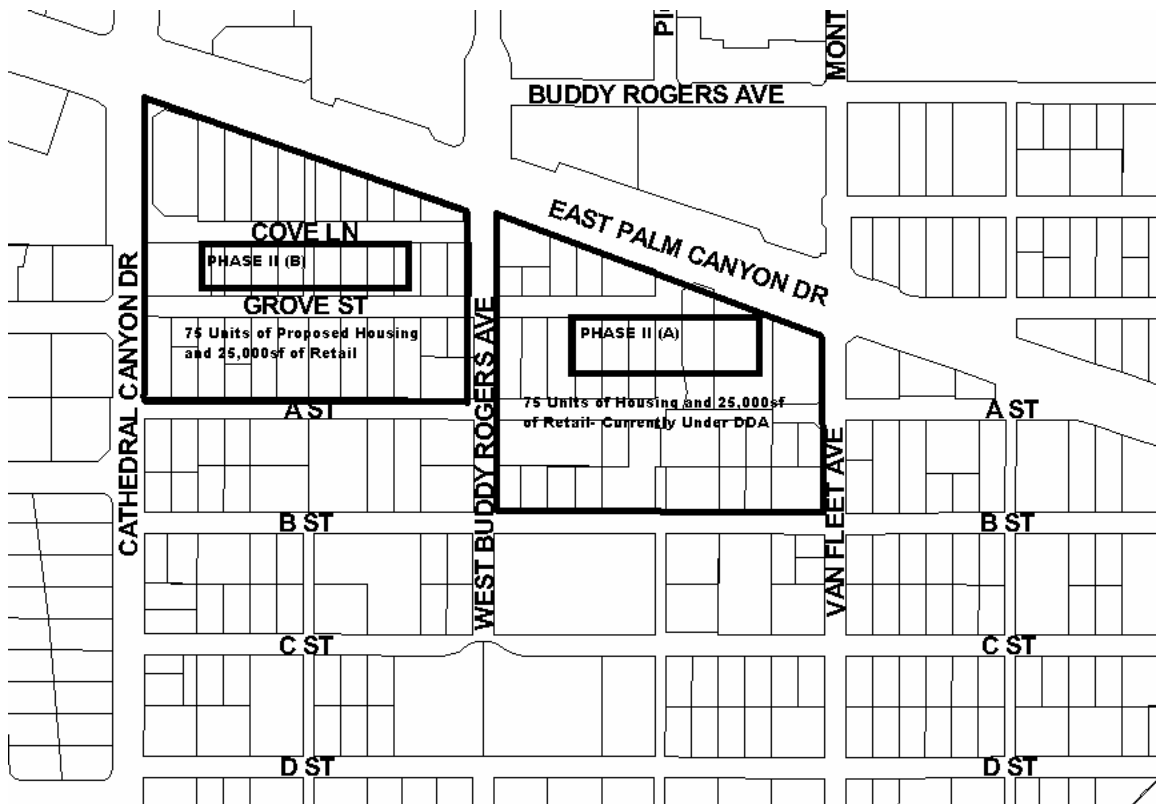 PI
MONT
BUDDY ROGERS AVE
EAST PALM CANYON DR
COVE LN
PHASE II (B)
GROVE ST
75 Units of Proposed Housing
and 25,000sf of Retail
PHASE II (A)
75 Units of Housing and 25,000sf
of Retail- Currently Under DDA
CATHEDRAL CANYON DR
WEST BUDDY ROGERS AVE
VAN FLEET AVE
A ST
A ST
B ST
B ST
C ST
C ST
D ST
D ST